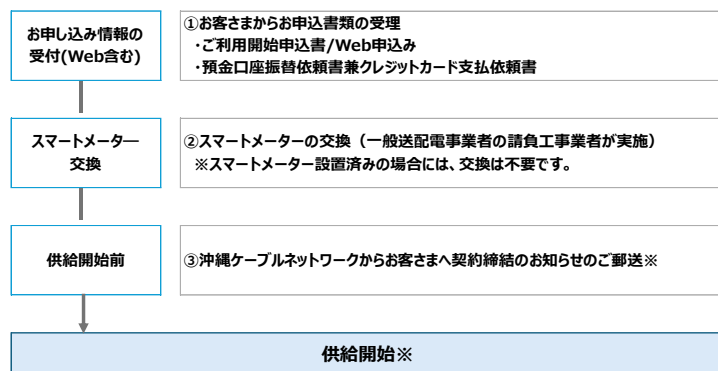 お申し込み情報の
受付(Web含む)
①お客さまからお申込書類の受理
・ご利用開始申込書/Web申込み
・預金口座振替依頼書兼クレジットカード支払依頼書
スマートメーター
交換
②スマートメーターの交換（一般送配電事業者の請負工事業者が実施）
※スマートメーター設置済みの場合には、交換は不要です。
供給開始前
③沖縄ケーブルネットワークからお客さまへ契約締結のお知らせのご郵送※
供給開始※